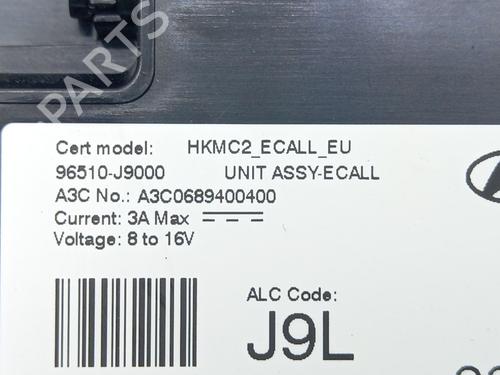 PARTS
Cert model: HKMC2_ECALL_EU
96510-J9000 UNIT ASSY-ECALL
A3C No.: A3C0689400400
Current: 3A Max
Voltage: 8 to 16V
ALC Code:
J9L